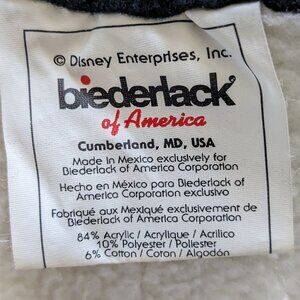 © Disney Enterprises, Inc.
biederlack®
of America
Cumberland, MD, USA
Made in Mexico exclusively for
Biederlack of America Corporation
Hecho en México para Biederlack of
America Corporation exclusivo
Fabriqué aux Mexiqué exclusivement de
Biederlack of America Corporation
84% Acrylic / Acrylique / Acrilico
10% Polyester / Poliester
6% Cotton / Coton / Algodón